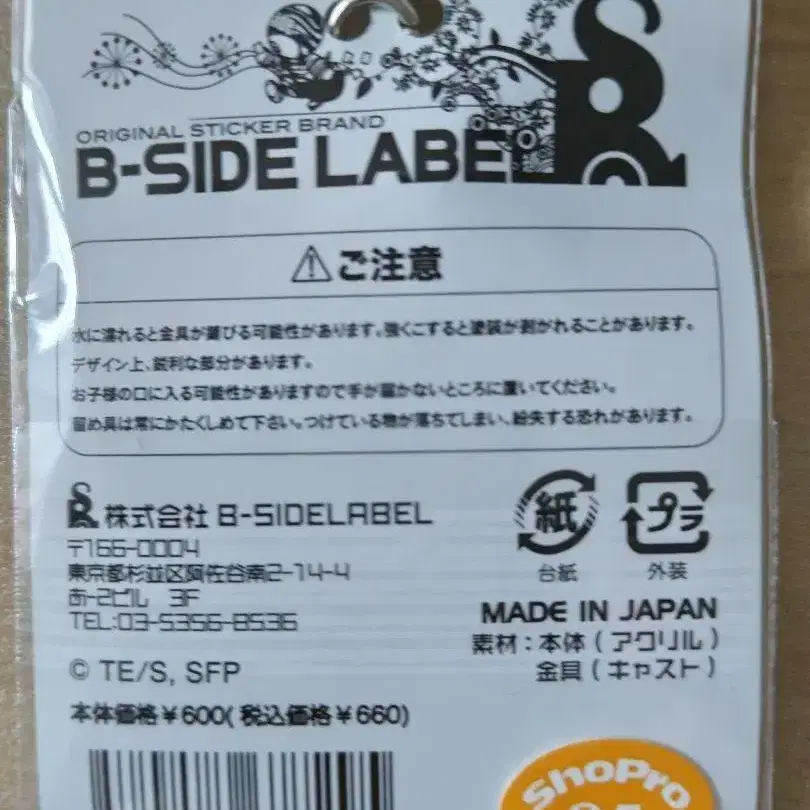 ORIGINAL STICKER BRAND
B-SIDE LABEL
ご注意
水に濡れると金具が錆びる可能性があります。強くこすると塗装が剥がれることがあります。
デザイン上、鋭利な部分があります。
お子様の口に入る可能性がありますので手が届かないところに置いてください。
留め具は常にかたくしめて下さい。つけている物が落ちてしまい、紛失する恐れがあります。
株式会社 B-SIDELABEL
〒166-0004
東京都杉並区阿佐谷南2-14-4
あ-2ビル 3F
TEL:03-5356-8536
紙
台紙
プラ
外装
MADE IN JAPAN
素材：本体(アクリル)
金具(キャスト)
© TE/S, SFP
本体価格￥600(税込価格￥660)
ShoPro